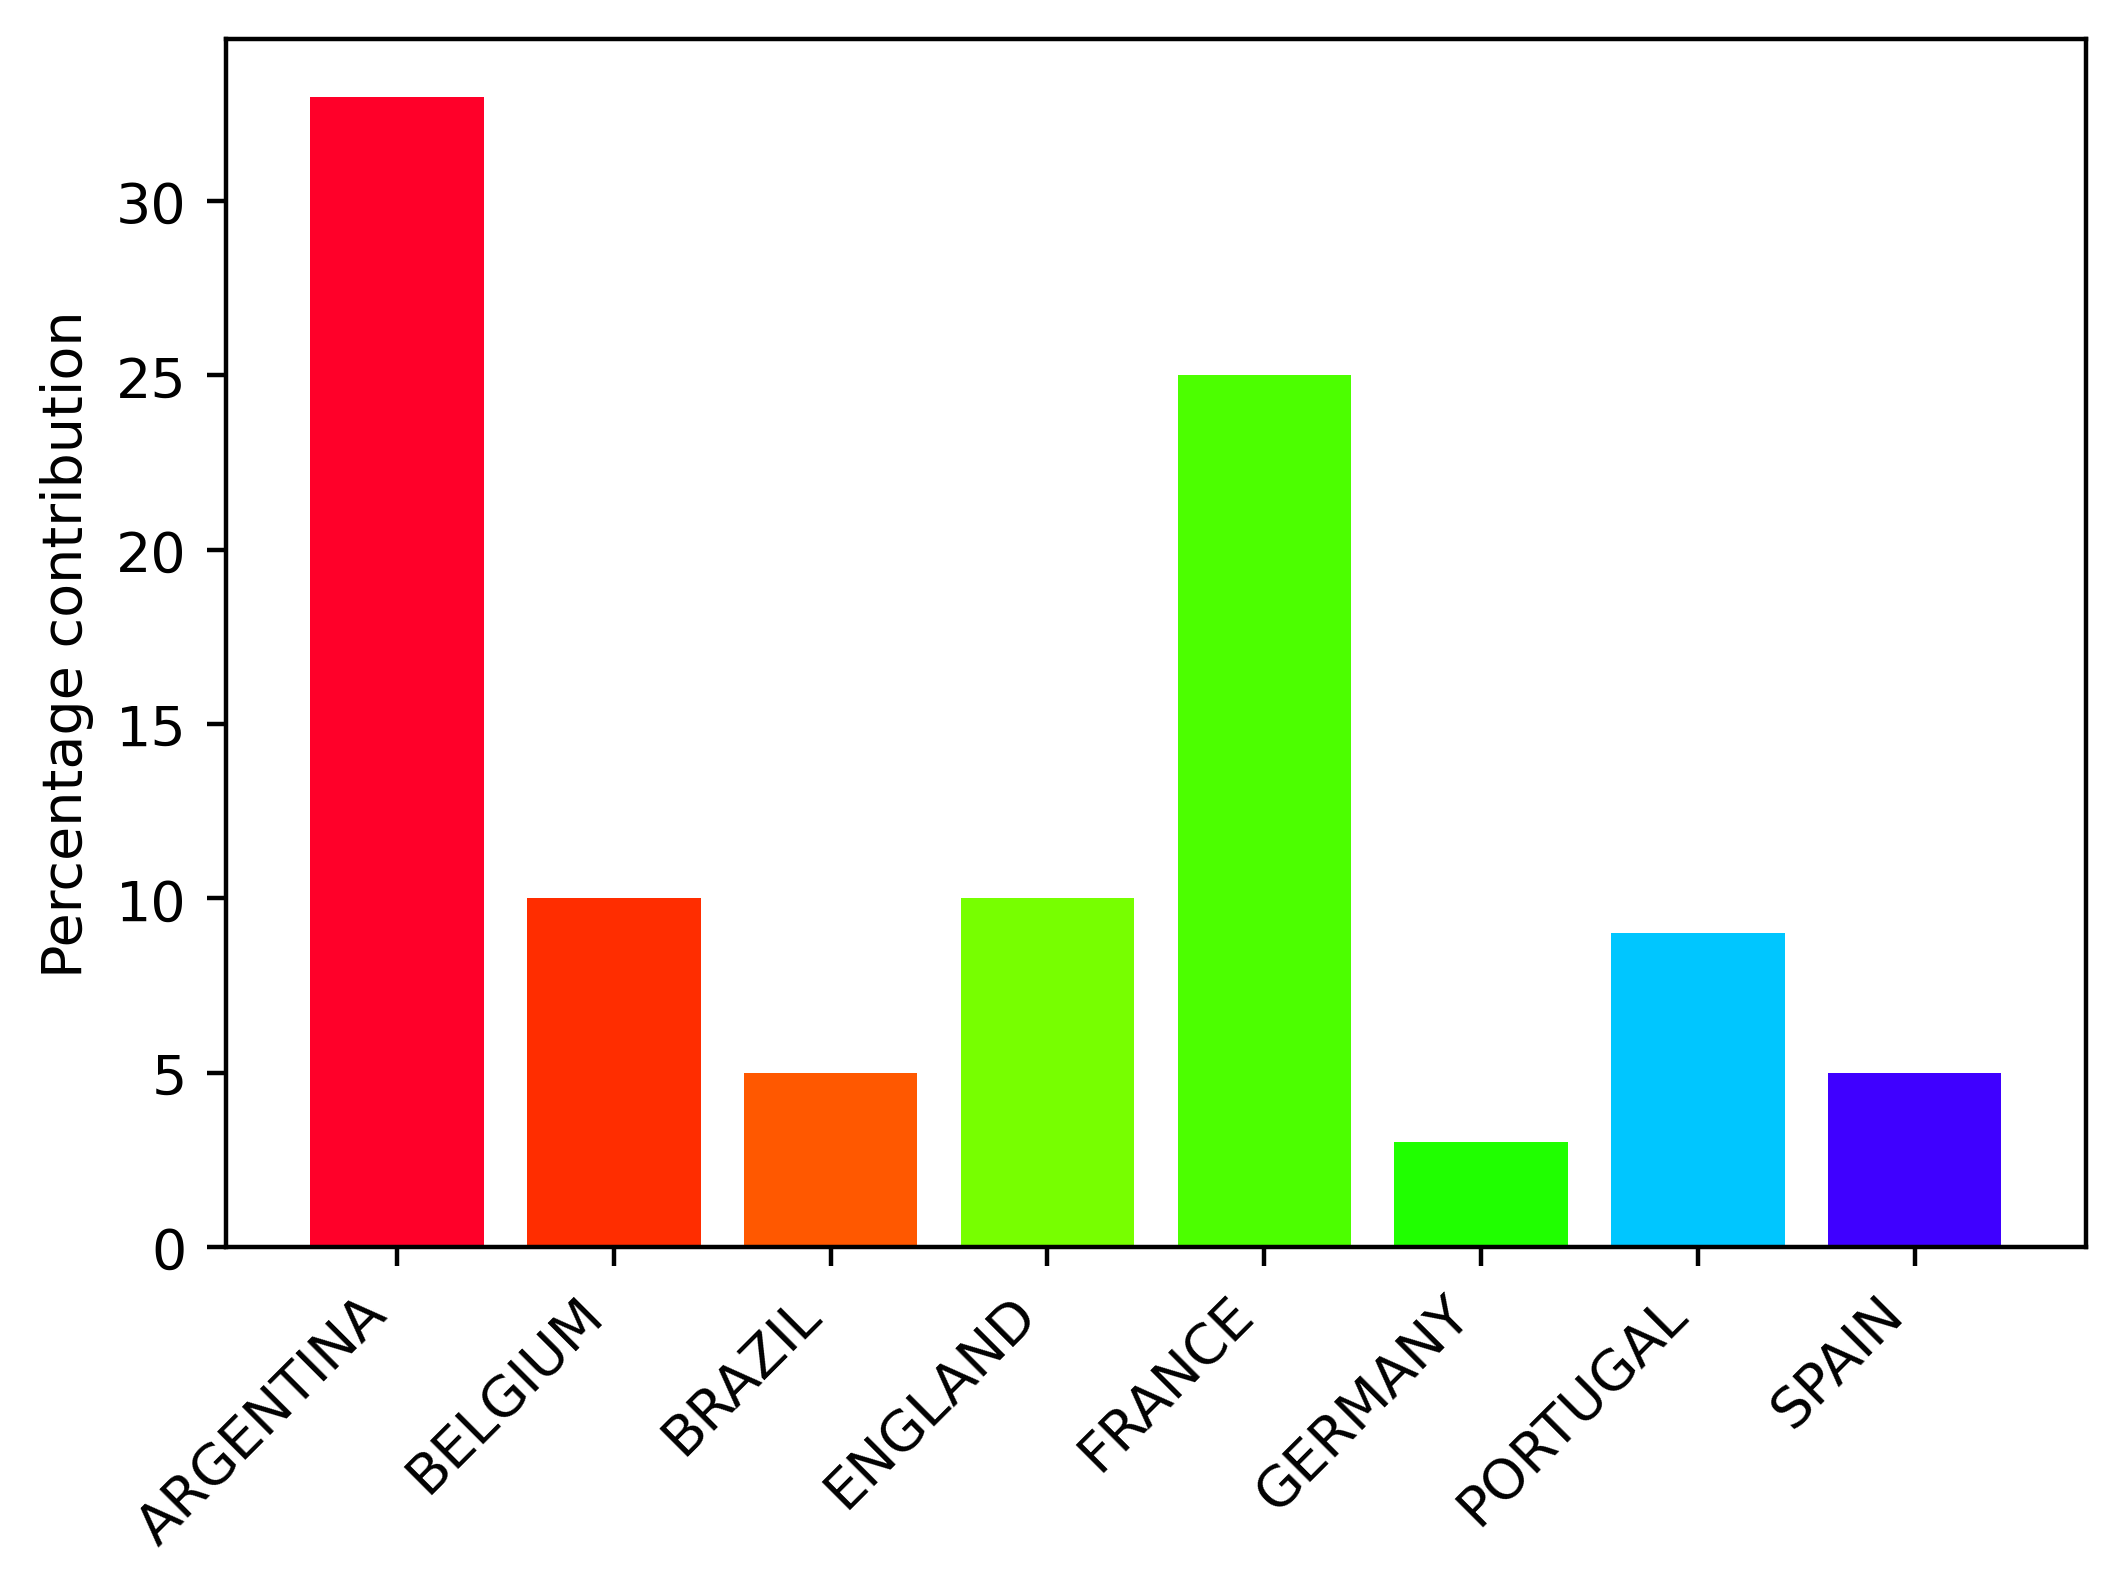 Percentage contribution
30
25
20
15
10
5
0
ARGENTINA
BELGIUM
BRAZIL
ENGLAND
FRANCE
GERMANY
PORTUGAL
SPAIN